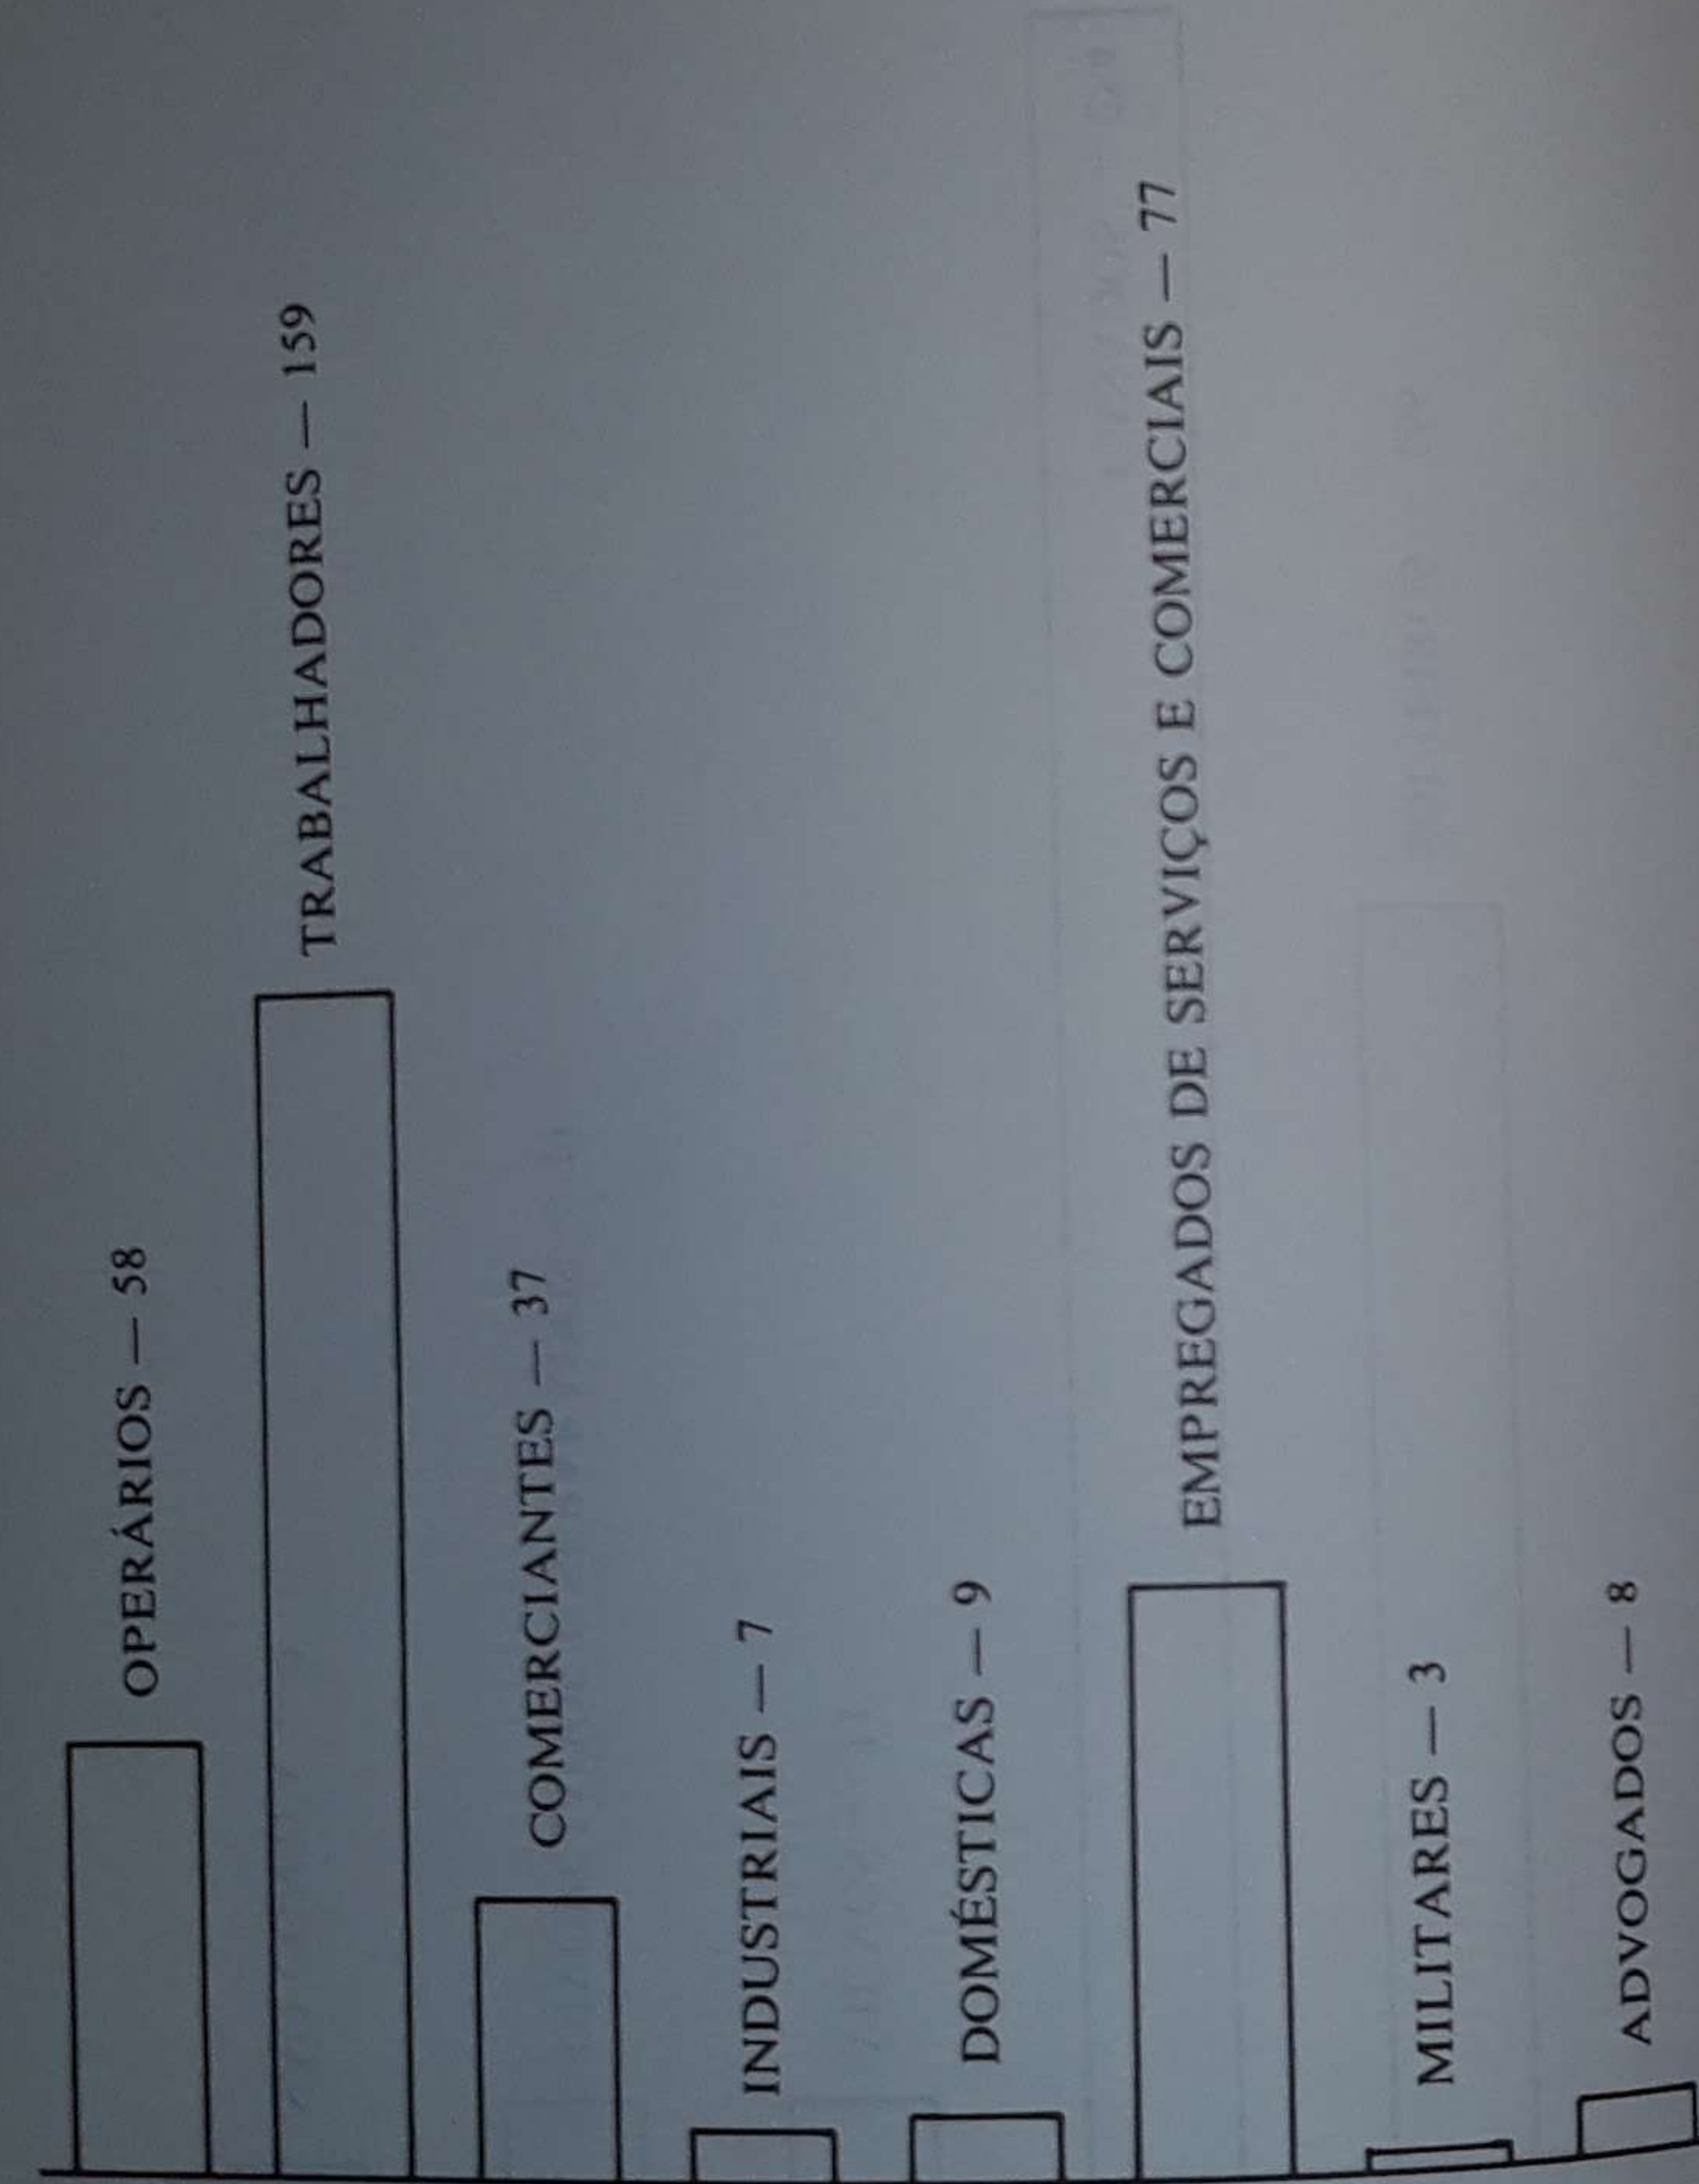 OPERÁRIOS — 58
TRABALHADORES — 159
COMERCIANTES — 37
INDUSTRIAIS — 7
DOMÉSTICAS — 9
EMPREGADOS DE SERVIÇOS E COMERCIAIS — 77
MILITARES — 3
ADVOGADOS — 8